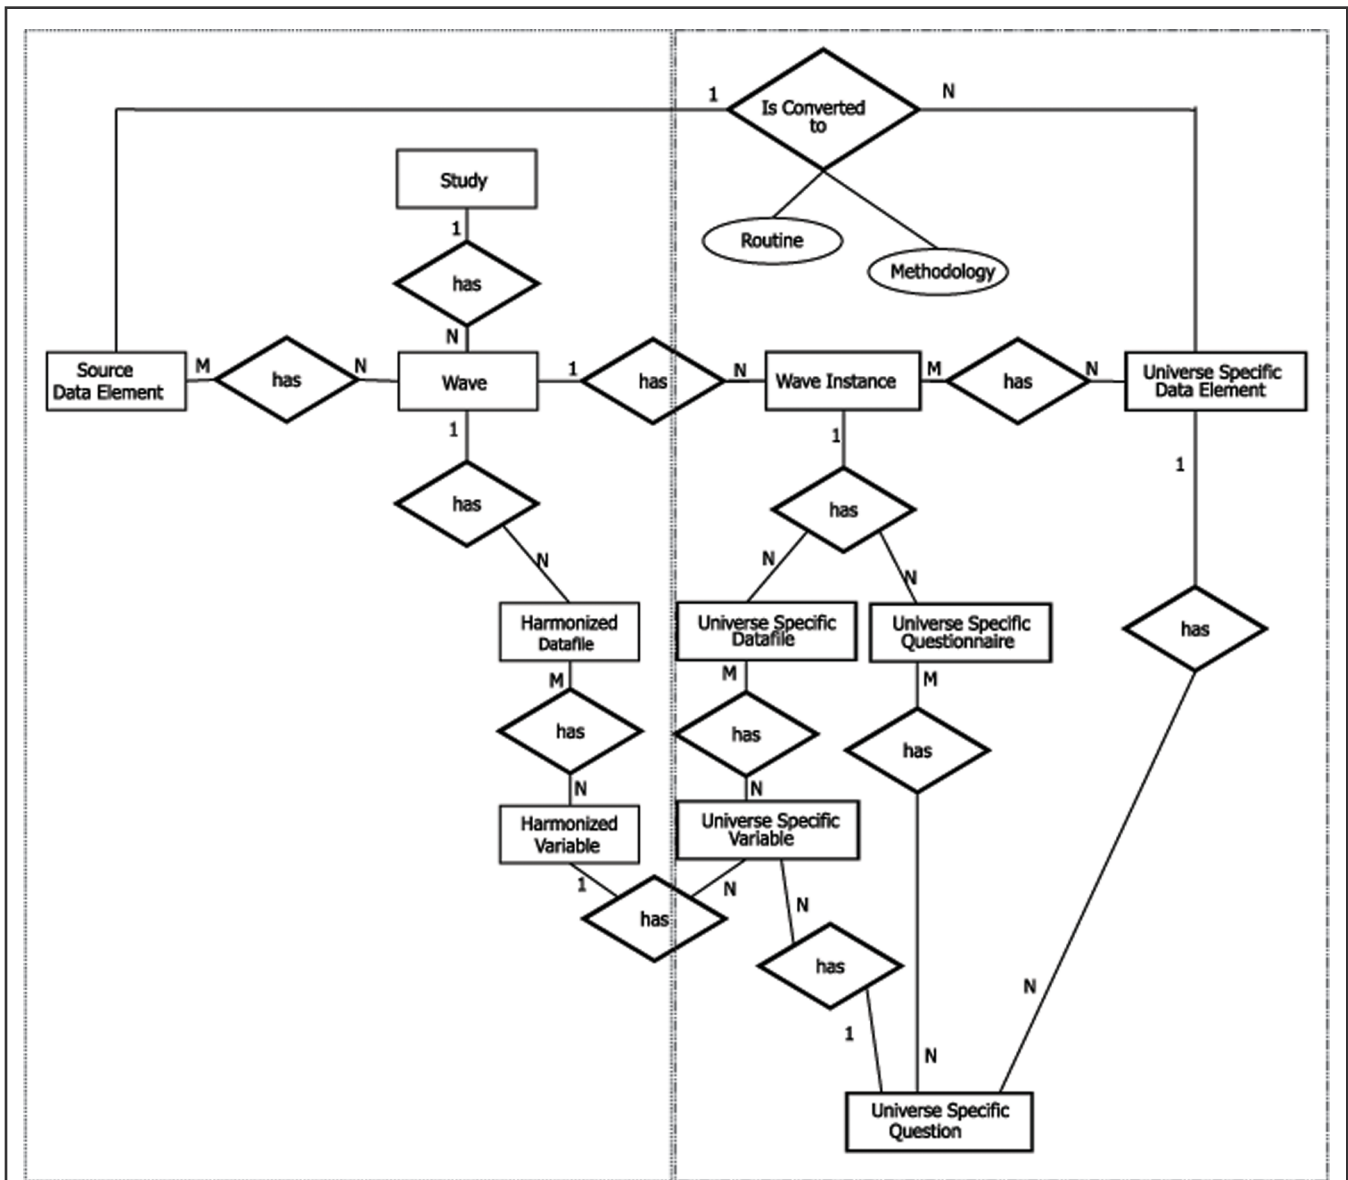 1
Is Converted
to
N
Study
1
Routine
Methodology
has
N
Source
Data Element
M
has
N
Wave
1
has
N
Wave Instance
M
has
N
Universe Specific
Data Element
1
1
1
has
has
N
N
N
Harmonized
Datafile
Universe Specific
Datafile
Universe Specific
Questionnaire
has
M
M
M
has
has
has
N
N
Harmonized
Variable
Universe Specific
Variable
1
N
N
has
has
N
1
N
Universe Specific
Question